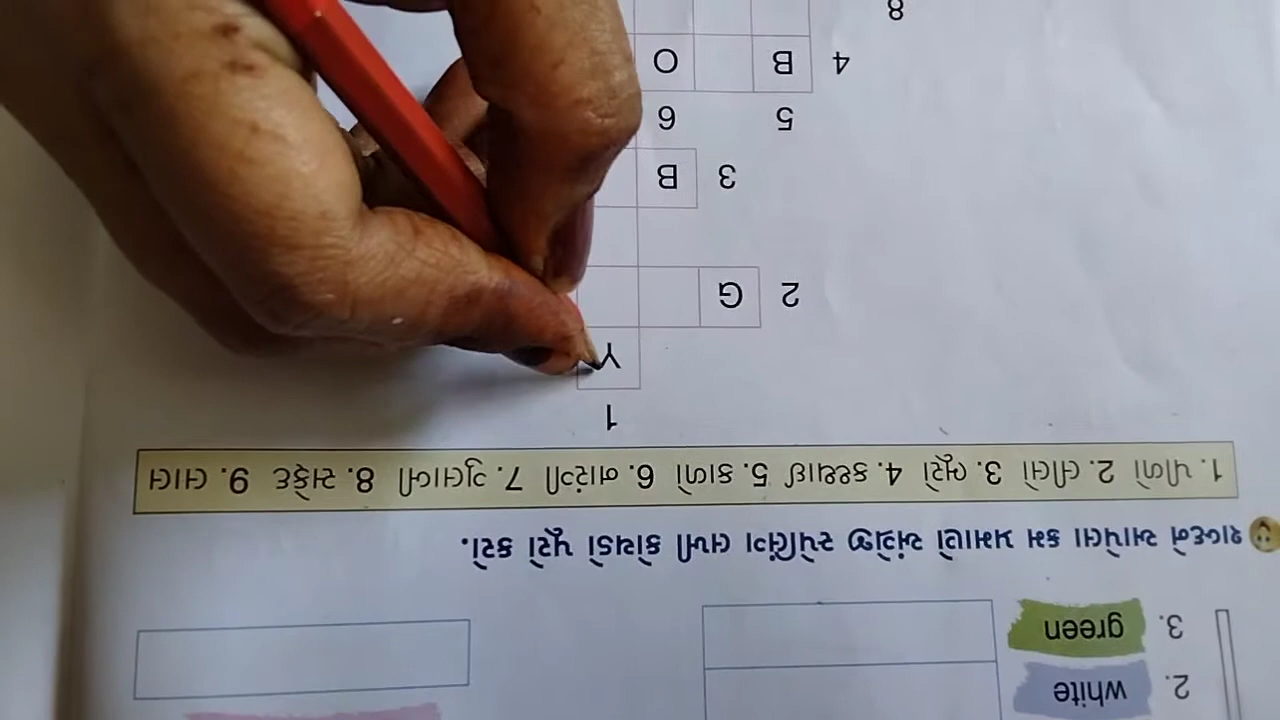 2. white
3. green
શબ્દને આપેલા ક્રમ પ્રમાણે અંગ્રેજી સ્પેલિંગ લખી કોયડો પૂરો કરો.
1. પીળો 2. લીલો 3. ભૂરો 4. કથ્થાઈ 5. કાળો 6. નારંગી 7. ગુલાબી 8. સફેદ 9. લાલ
1
Y
2 G
3 B
5 6
4 B O
8